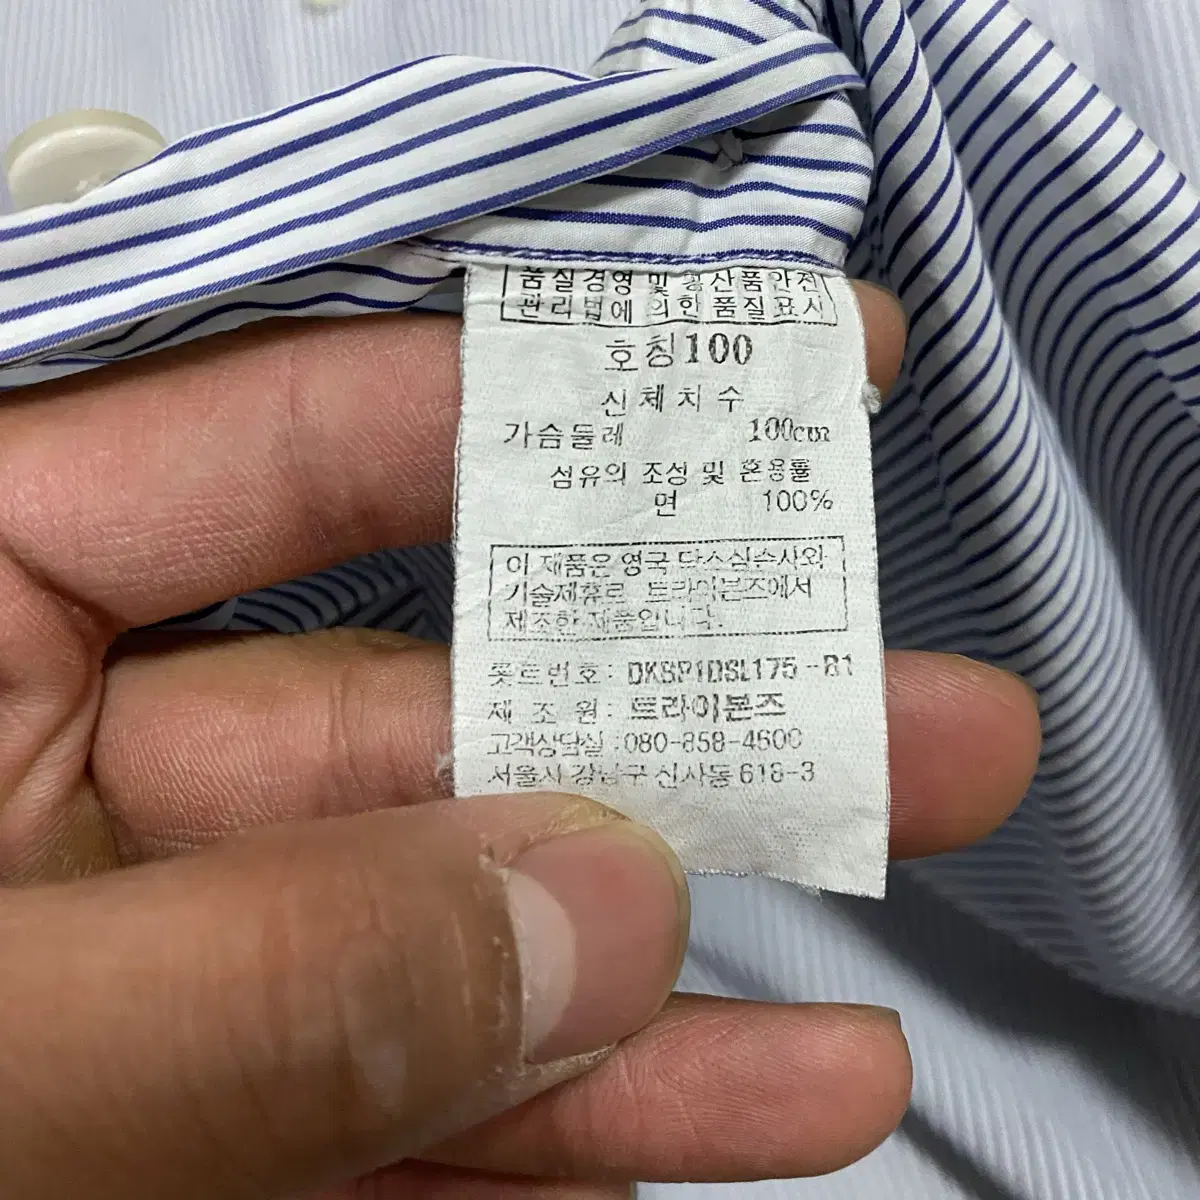 품질경영 및 공산품안전
관리법에 의한 품질표시
호칭 100
신체치수
가슴둘레 100cm
섬유의 조성 및 혼용률
면 100%
이 제품은 영국 닥스심슨사와
기술제휴로 트라이본즈에서
제조한 제품입니다.
롯트번호: DKSP1DSL175-B1
제조원: 트라이본즈
고객상담실 :080-858-4600
서울시 강남구 신사동 618-3